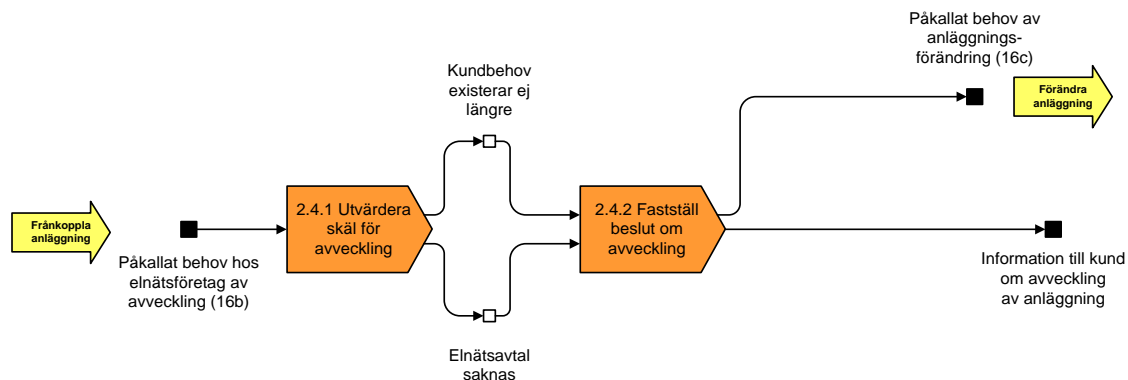 Påkallat behov av
anläggnings-
förändring (16c)
Förändra
anläggning
Kundbehov
existerar ej
längre
2.4.1 Utvärdera
skäl för
avveckling
2.4.2 Fastställ
beslut om
avveckling
Frånkoppla
anläggning
Påkallat behov hos
elnätsföretag av
avveckling (16b)
Information till kund
om avveckling
av anläggning
Elnätsavtal
saknas